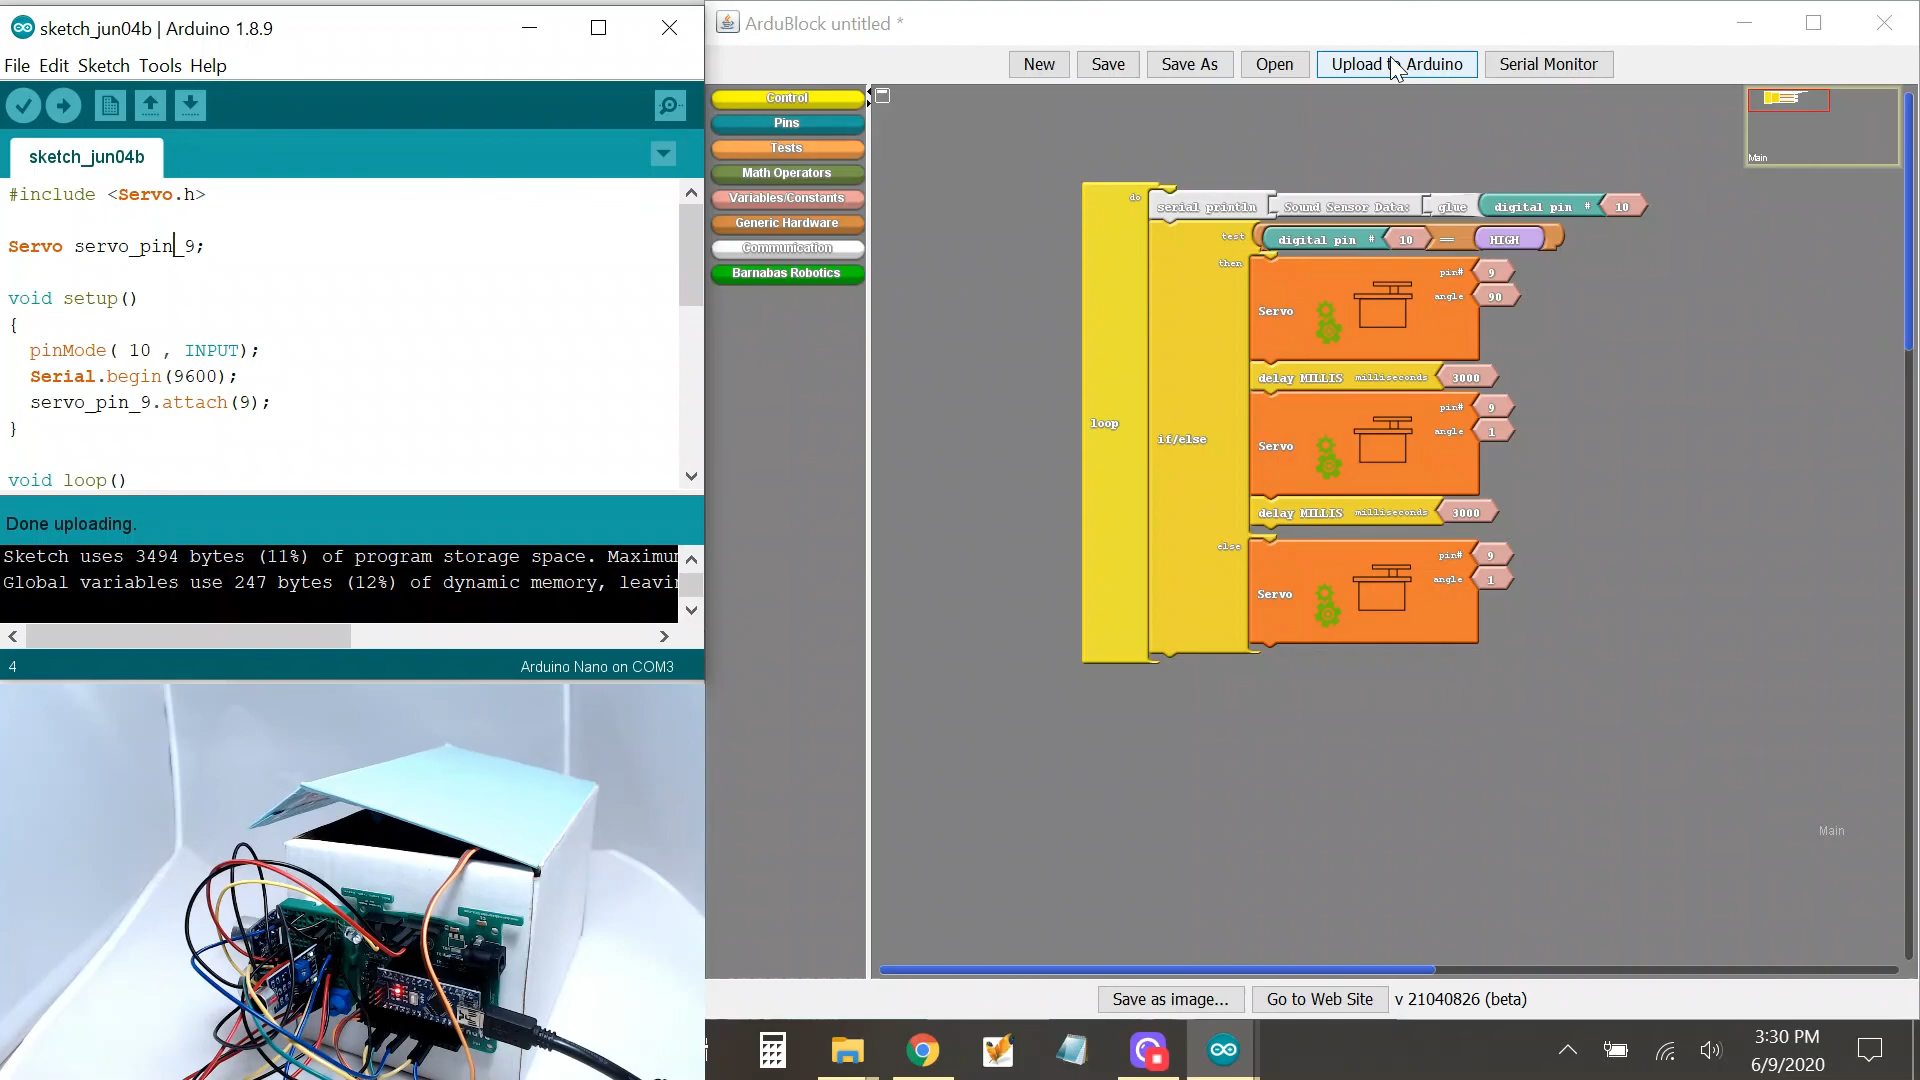 sketch_jun04b | Arduino 1.8.9
File Edit Sketch Tools Help
sketch_jun04b
#include <Servo.h>
Servo servo_pin_9;
void setup()
{
pinMode( 10 , INPUT);
Serial.begin(9600);
servo_pin_9.attach(9);
}
void loop()
Done uploading.
Sketch uses 3494 bytes (11%) of program storage space. Maximum
Global variables use 247 bytes (12%) of dynamic memory,
4
Arduino Nano on COM3
ArduBlock untitled *
New Save Save As Open Upload to Arduino Serial Monitor
Control
Pins
Tests
Math Operators
Variables/Constants
Generic Hardware
Communication
Barnabas Robotics
Main
do serial println Sound Sensor Data: glue digital pin # 10
test digital pin # 10 == HIGH
then
pin# 9
angle 90
Servo
delay MILLIS milliseconds 3000
pin# 9
angle 1
Servo
loop
if/else
delay MILLIS milliseconds 3000
else
pin# 9
angle 1
Servo
Main
Save as image... Go to Web Site v 21040826 (beta)
3:30 PM
6/9/2020